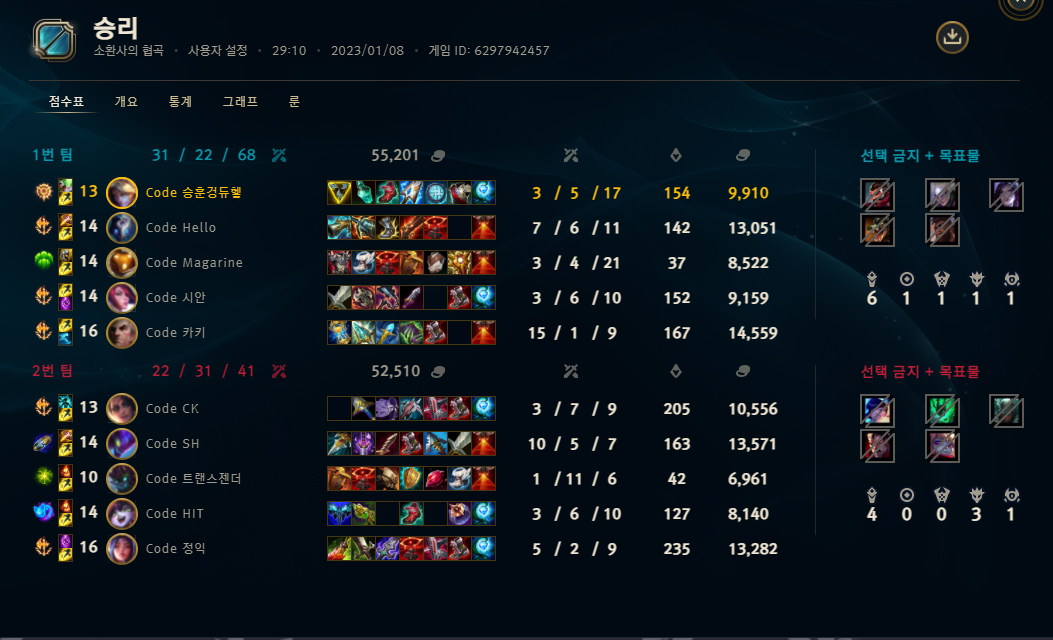 승리
소환사의 협곡 • 사용자 설정 • 29:10 • 2023/01/08 • 게임 ID: 6297942457
점수표 개요 통계 그래프 룬
1번 팀 31 / 22 / 68 55,201 선택 금지 + 목표물
13 Code 승훈겅듀헿 3 / 5 / 17 154 9,910
14 Code Hello 7 / 6 / 11 142 13,051
14 Code Magarine 3 / 4 / 21 37 8,522
14 Code 시안 3 / 6 / 10 152 9,159
16 Code 카키 15 / 1 / 9 167 14,559
6 1 1 1 1
2번 팀 22 / 31 / 41 52,510 선택 금지 + 목표물
13 Code CK 3 / 7 / 9 205 10,556
14 Code SH 10 / 5 / 7 163 13,571
10 Code 트랜스젠더 1 / 11 / 6 42 6,961
14 Code HIT 3 / 6 / 10 127 8,140
16 Code 정익 5 / 2 / 9 235 13,282
4 0 0 3 1